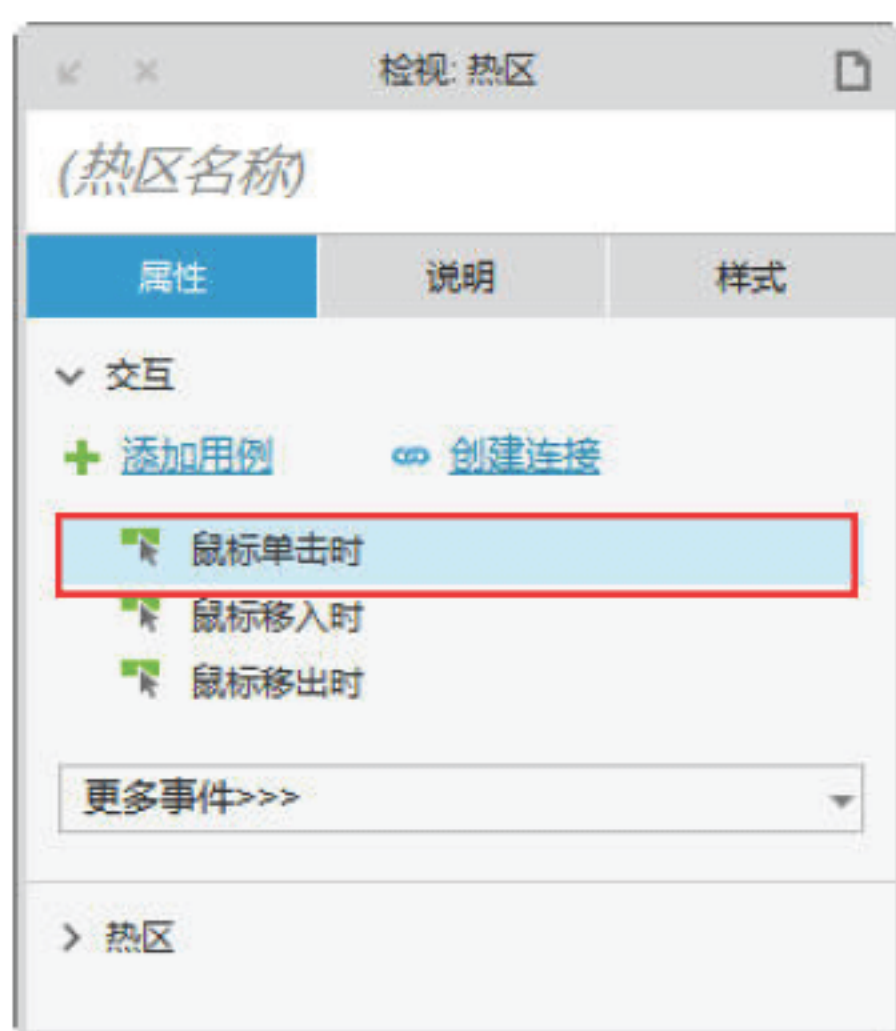 检视: 热区
(热区名称)
属性 说明 样式
交互
添加用例 创建连接
鼠标单击时
鼠标移入时
鼠标移出时
更多事件>>>
热区